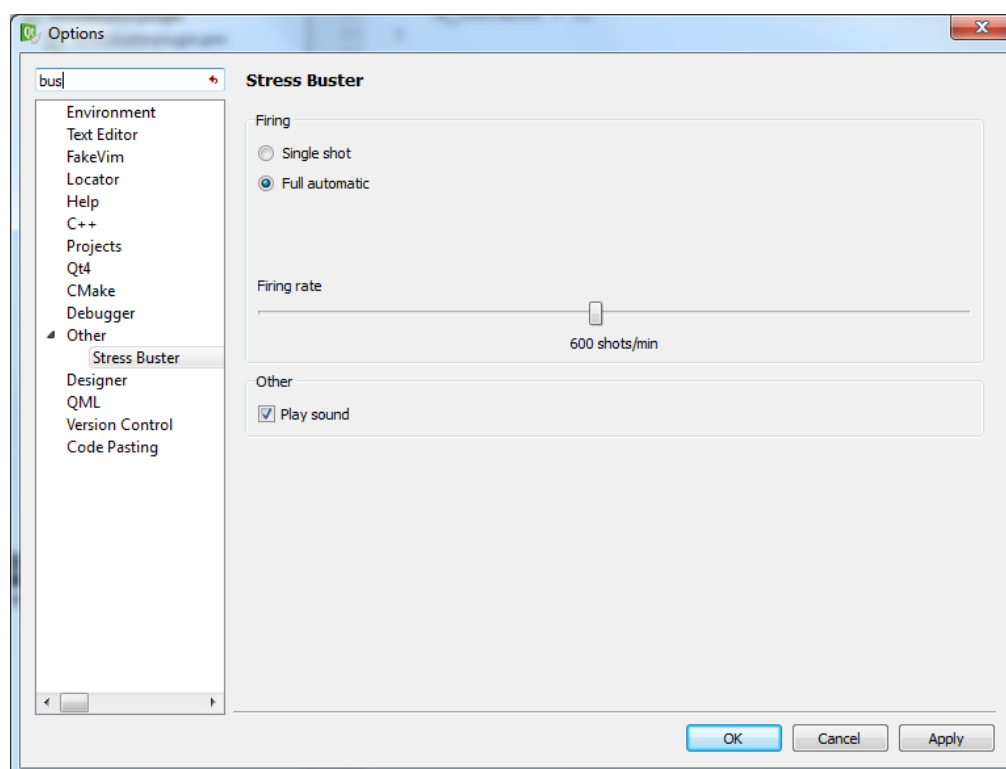 Options
bus
Environment
Text Editor
FakeVim
Locator
Help
C++
Projects
Qt4
CMake
Debugger
Other
Stress Buster
Designer
QML
Version Control
Code Pasting
Stress Buster
Firing
Single shot
Full automatic
Firing rate
600 shots/min
Other
Play sound
OK
Cancel
Apply